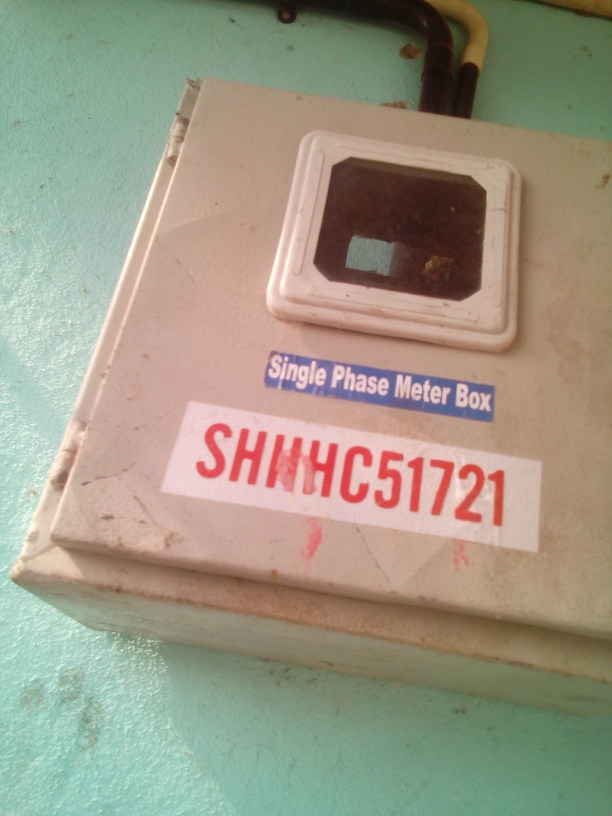 Single Phase Meter Box
SHHHC51721